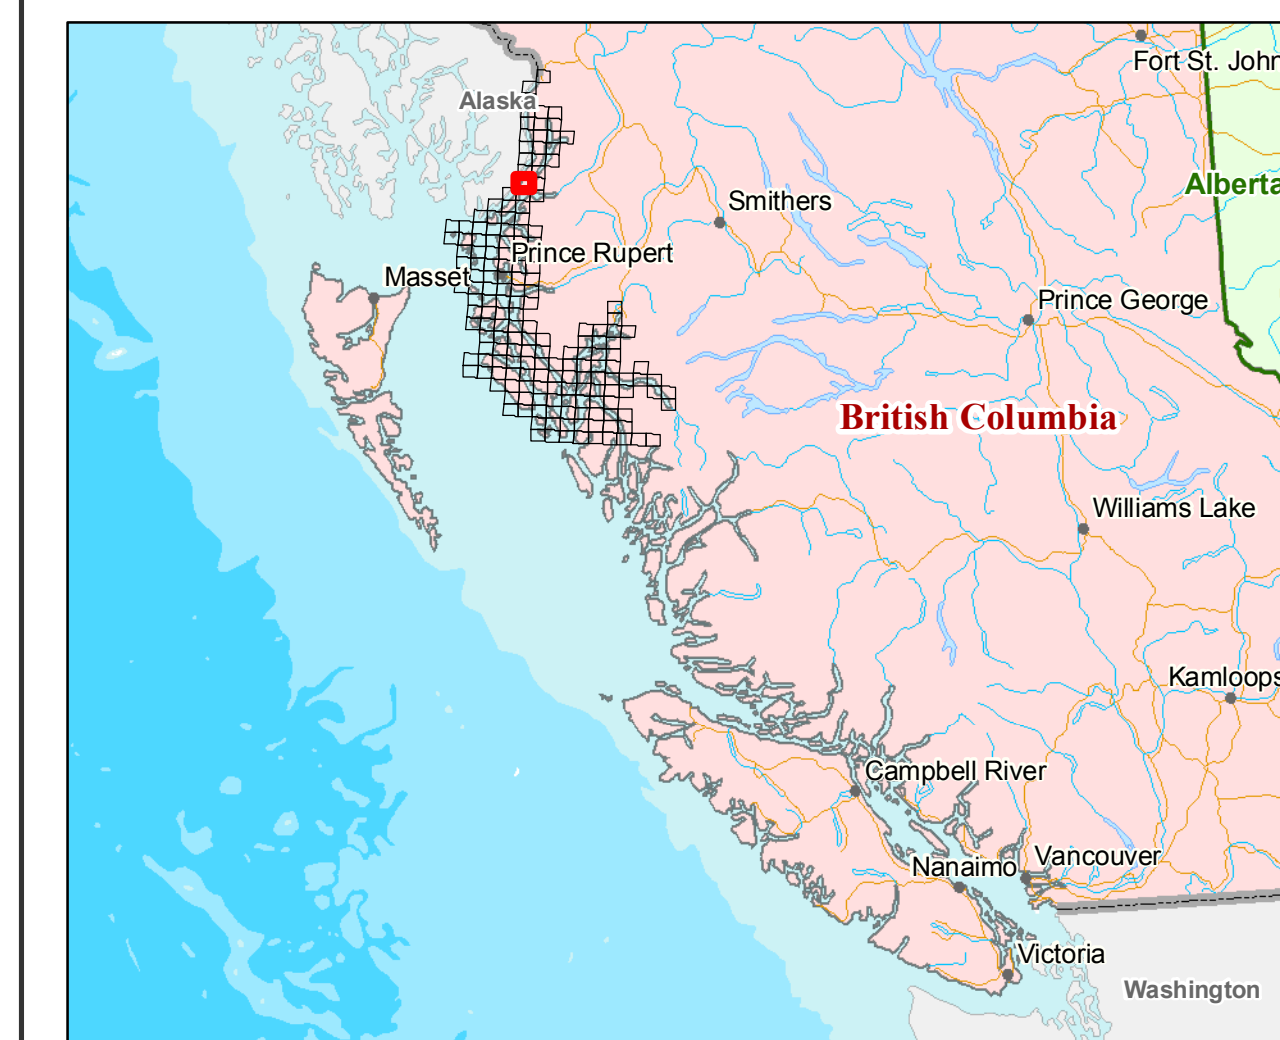 Fort St. John
Alaska
Alberta
Smithers
Prince Rupert
Masset
Prince George
British Columbia
Williams Lake
Kamloops
Campbell River
Vancouver
Nanaimo
Victoria
Washington